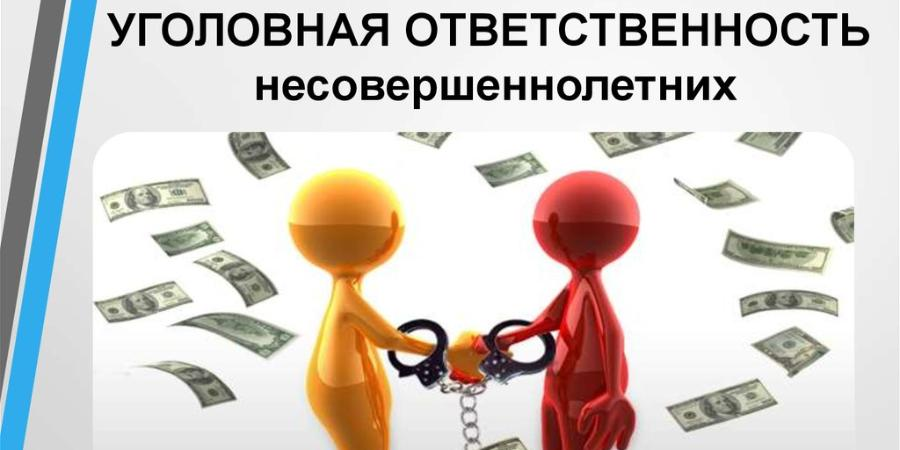 УГОЛОВНАЯ ОТВЕТСТВЕННОСТЬ
несовершеннолетних